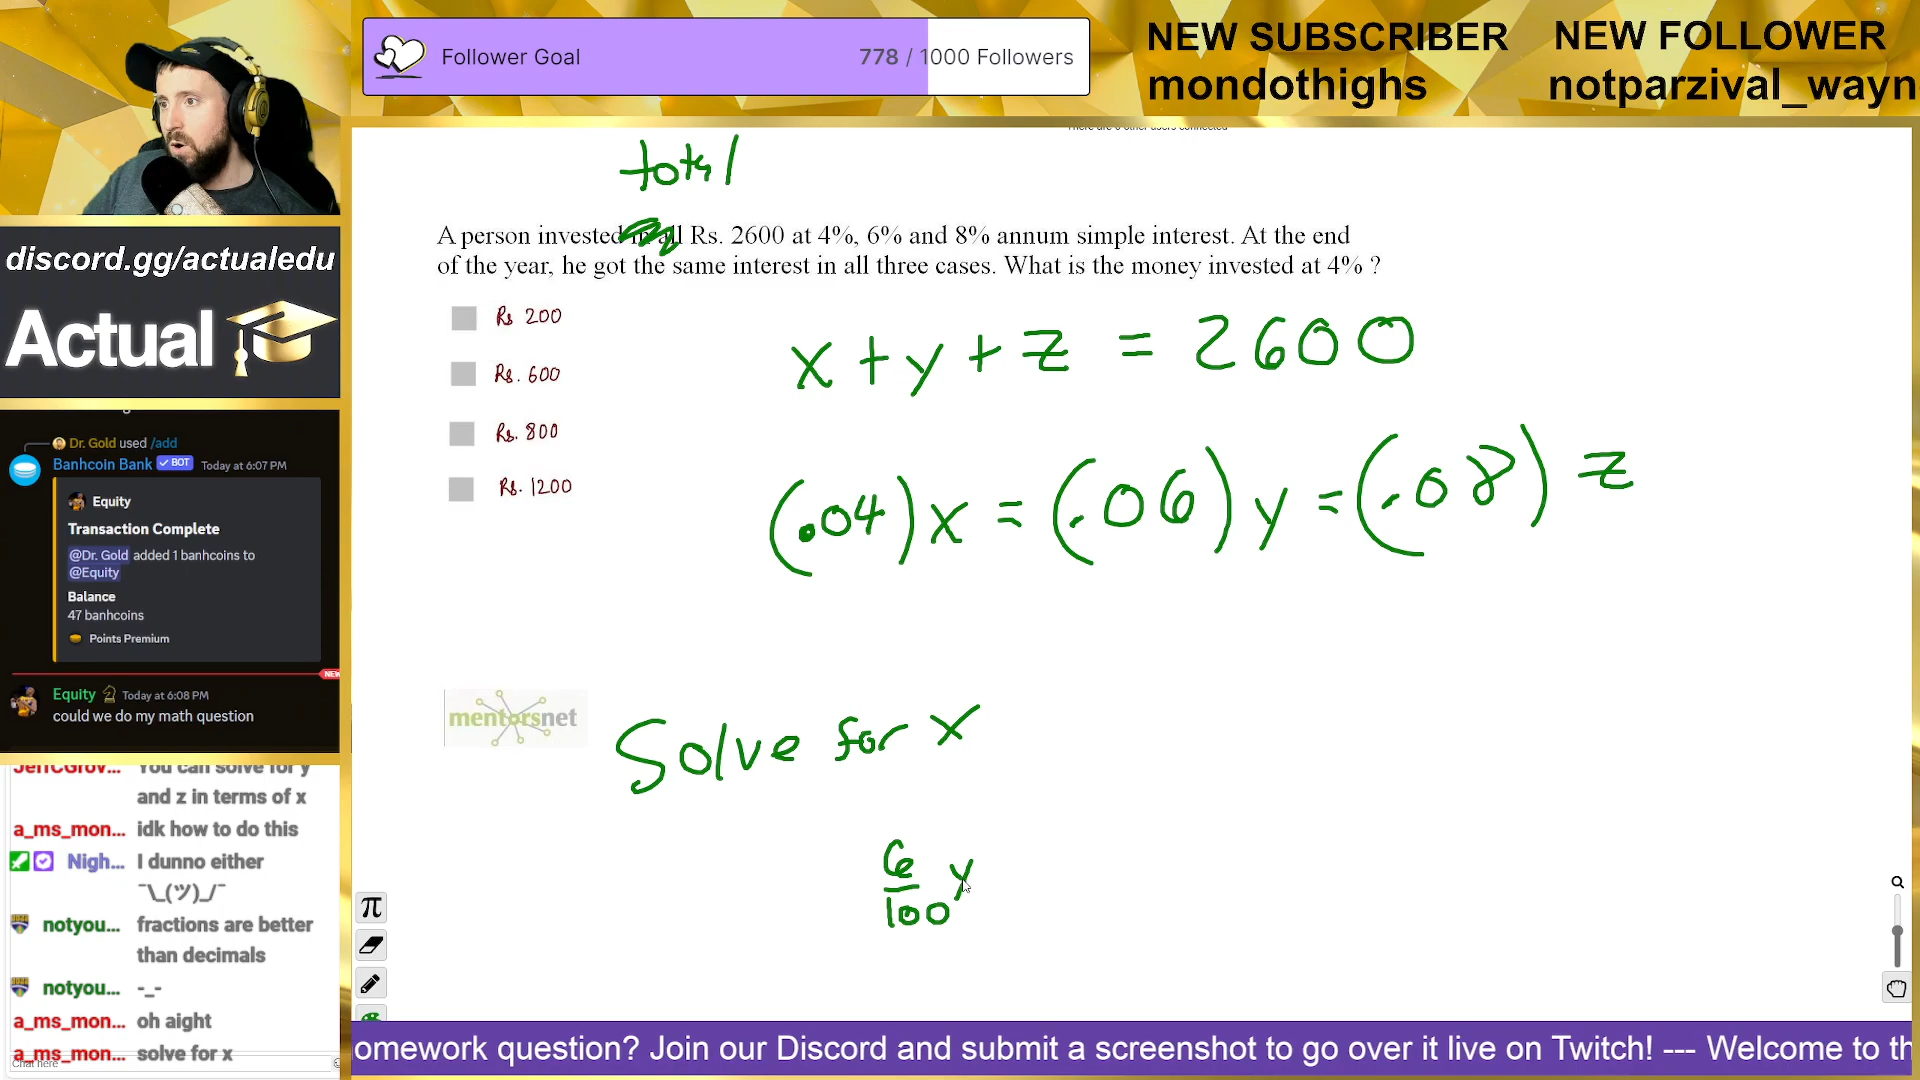 Follower Goal
778 / 1000 Followers
NEW SUBSCRIBER
mondothighs
NEW FOLLOWER
notparzival_wayn
total
A person invested all Rs. 2600 at 4%, 6% and 8% annum simple interest. At the end
of the year, he got the same interest in all three cases. What is the money invested at 4% ?
Rs 200
Rs. 600
Rs. 800
Rs. 1200
x + y + z = 2600
(.04) x = (.06) y = (.08) z
mentorsnet
Solve for x
6
100 y
π
discord.gg/actualedu
Actual
Dr. Gold used /add
Banhcoin Bank ✓ BOT Today at 6:07 PM
Equity
Transaction Complete
@Dr. Gold added 1 banhcoins to
@Equity
Balance
47 banhcoins
Points Premium
NEW
Equity Today at 6:08 PM
could we do my math question
JeffCGrov... You can solve for y
and z in terms of x
a_ms_mon... idk how to do this
Nigh... I dunno either
¯\_(ツ)_/¯
notyou... fractions are better
than decimals
notyou... -_-
a_ms_mon... oh aight
a_ms_mon... solve for x
Chat here
omework question? Join our Discord and submit a screenshot to go over it live on Twitch! --- Welcome to th